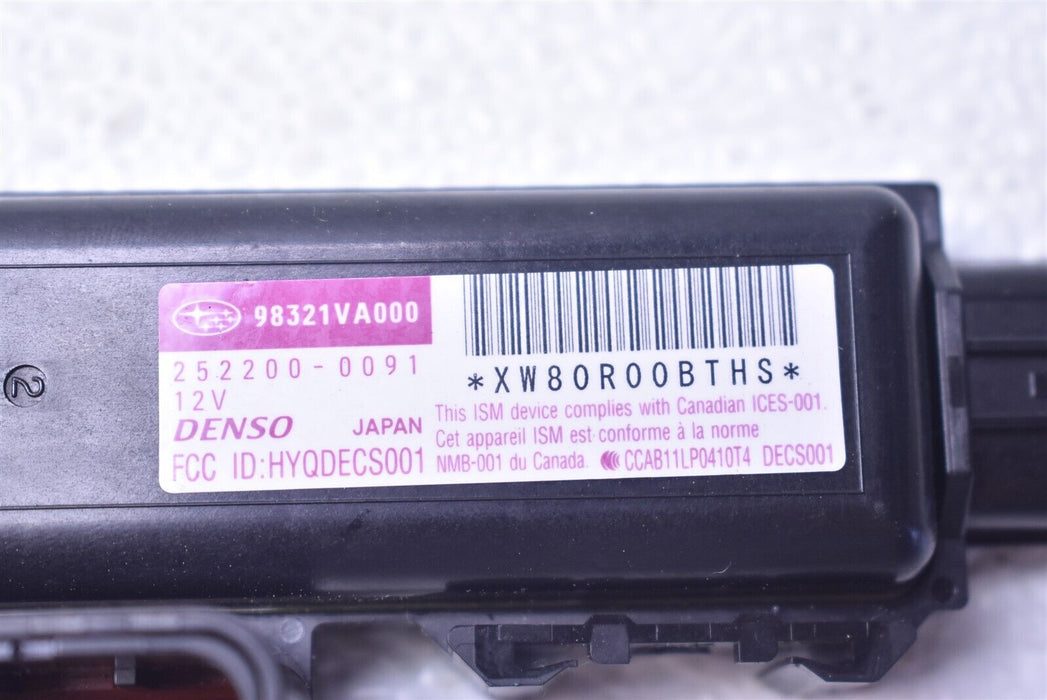 98321VA000
252200-0091
12V
DENSO JAPAN
FCC ID:HYQDECS001
*XW80R00BTHS*
This ISM device complies with Canadian ICES-001.
Cet appareil ISM est conforme à la norme
NMB-001 du Canada. CCAB11LP0410T4 DECS001
2